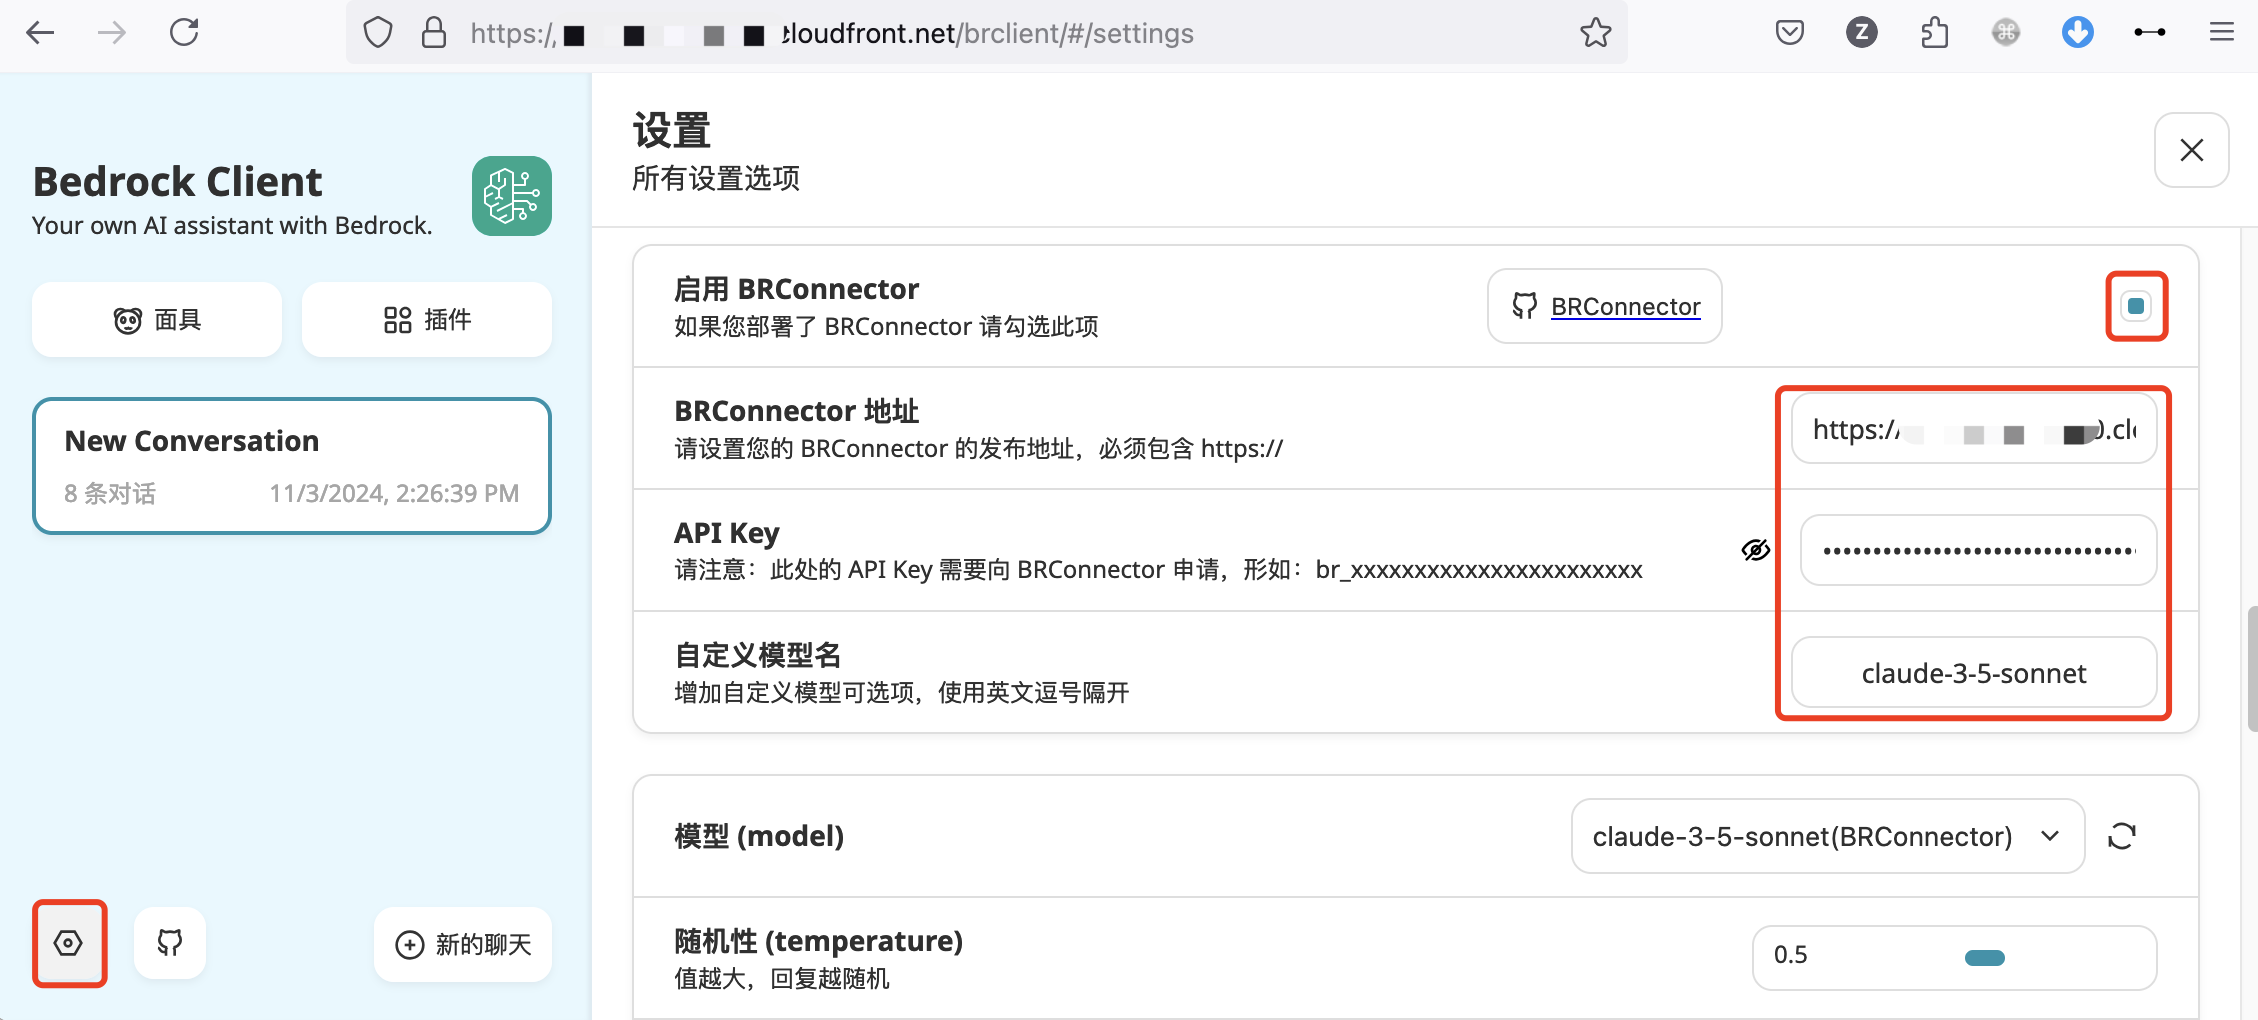 https:/ cloudfront.net/brclient/#/settings
Z
Bedrock Client
Your own AI assistant with Bedrock.
面具
插件
New Conversation
8 条对话
11/3/2024, 2:26:39 PM
新的聊天
设置
所有设置选项
启用 BRConnector
如果您部署了 BRConnector 请勾选此项
BRConnector
BRConnector 地址
请设置您的 BRConnector 的发布地址，必须包含 https://
https:/ 0.cl
API Key
请注意：此处的 API Key 需要向 BRConnector 申请，形如：br_xxxxxxxxxxxxxxxxxxxxxxx
自定义模型名
增加自定义模型可选项，使用英文逗号隔开
claude-3-5-sonnet
模型 (model)
claude-3-5-sonnet(BRConnector)
随机性 (temperature)
值越大，回复越随机
0.5